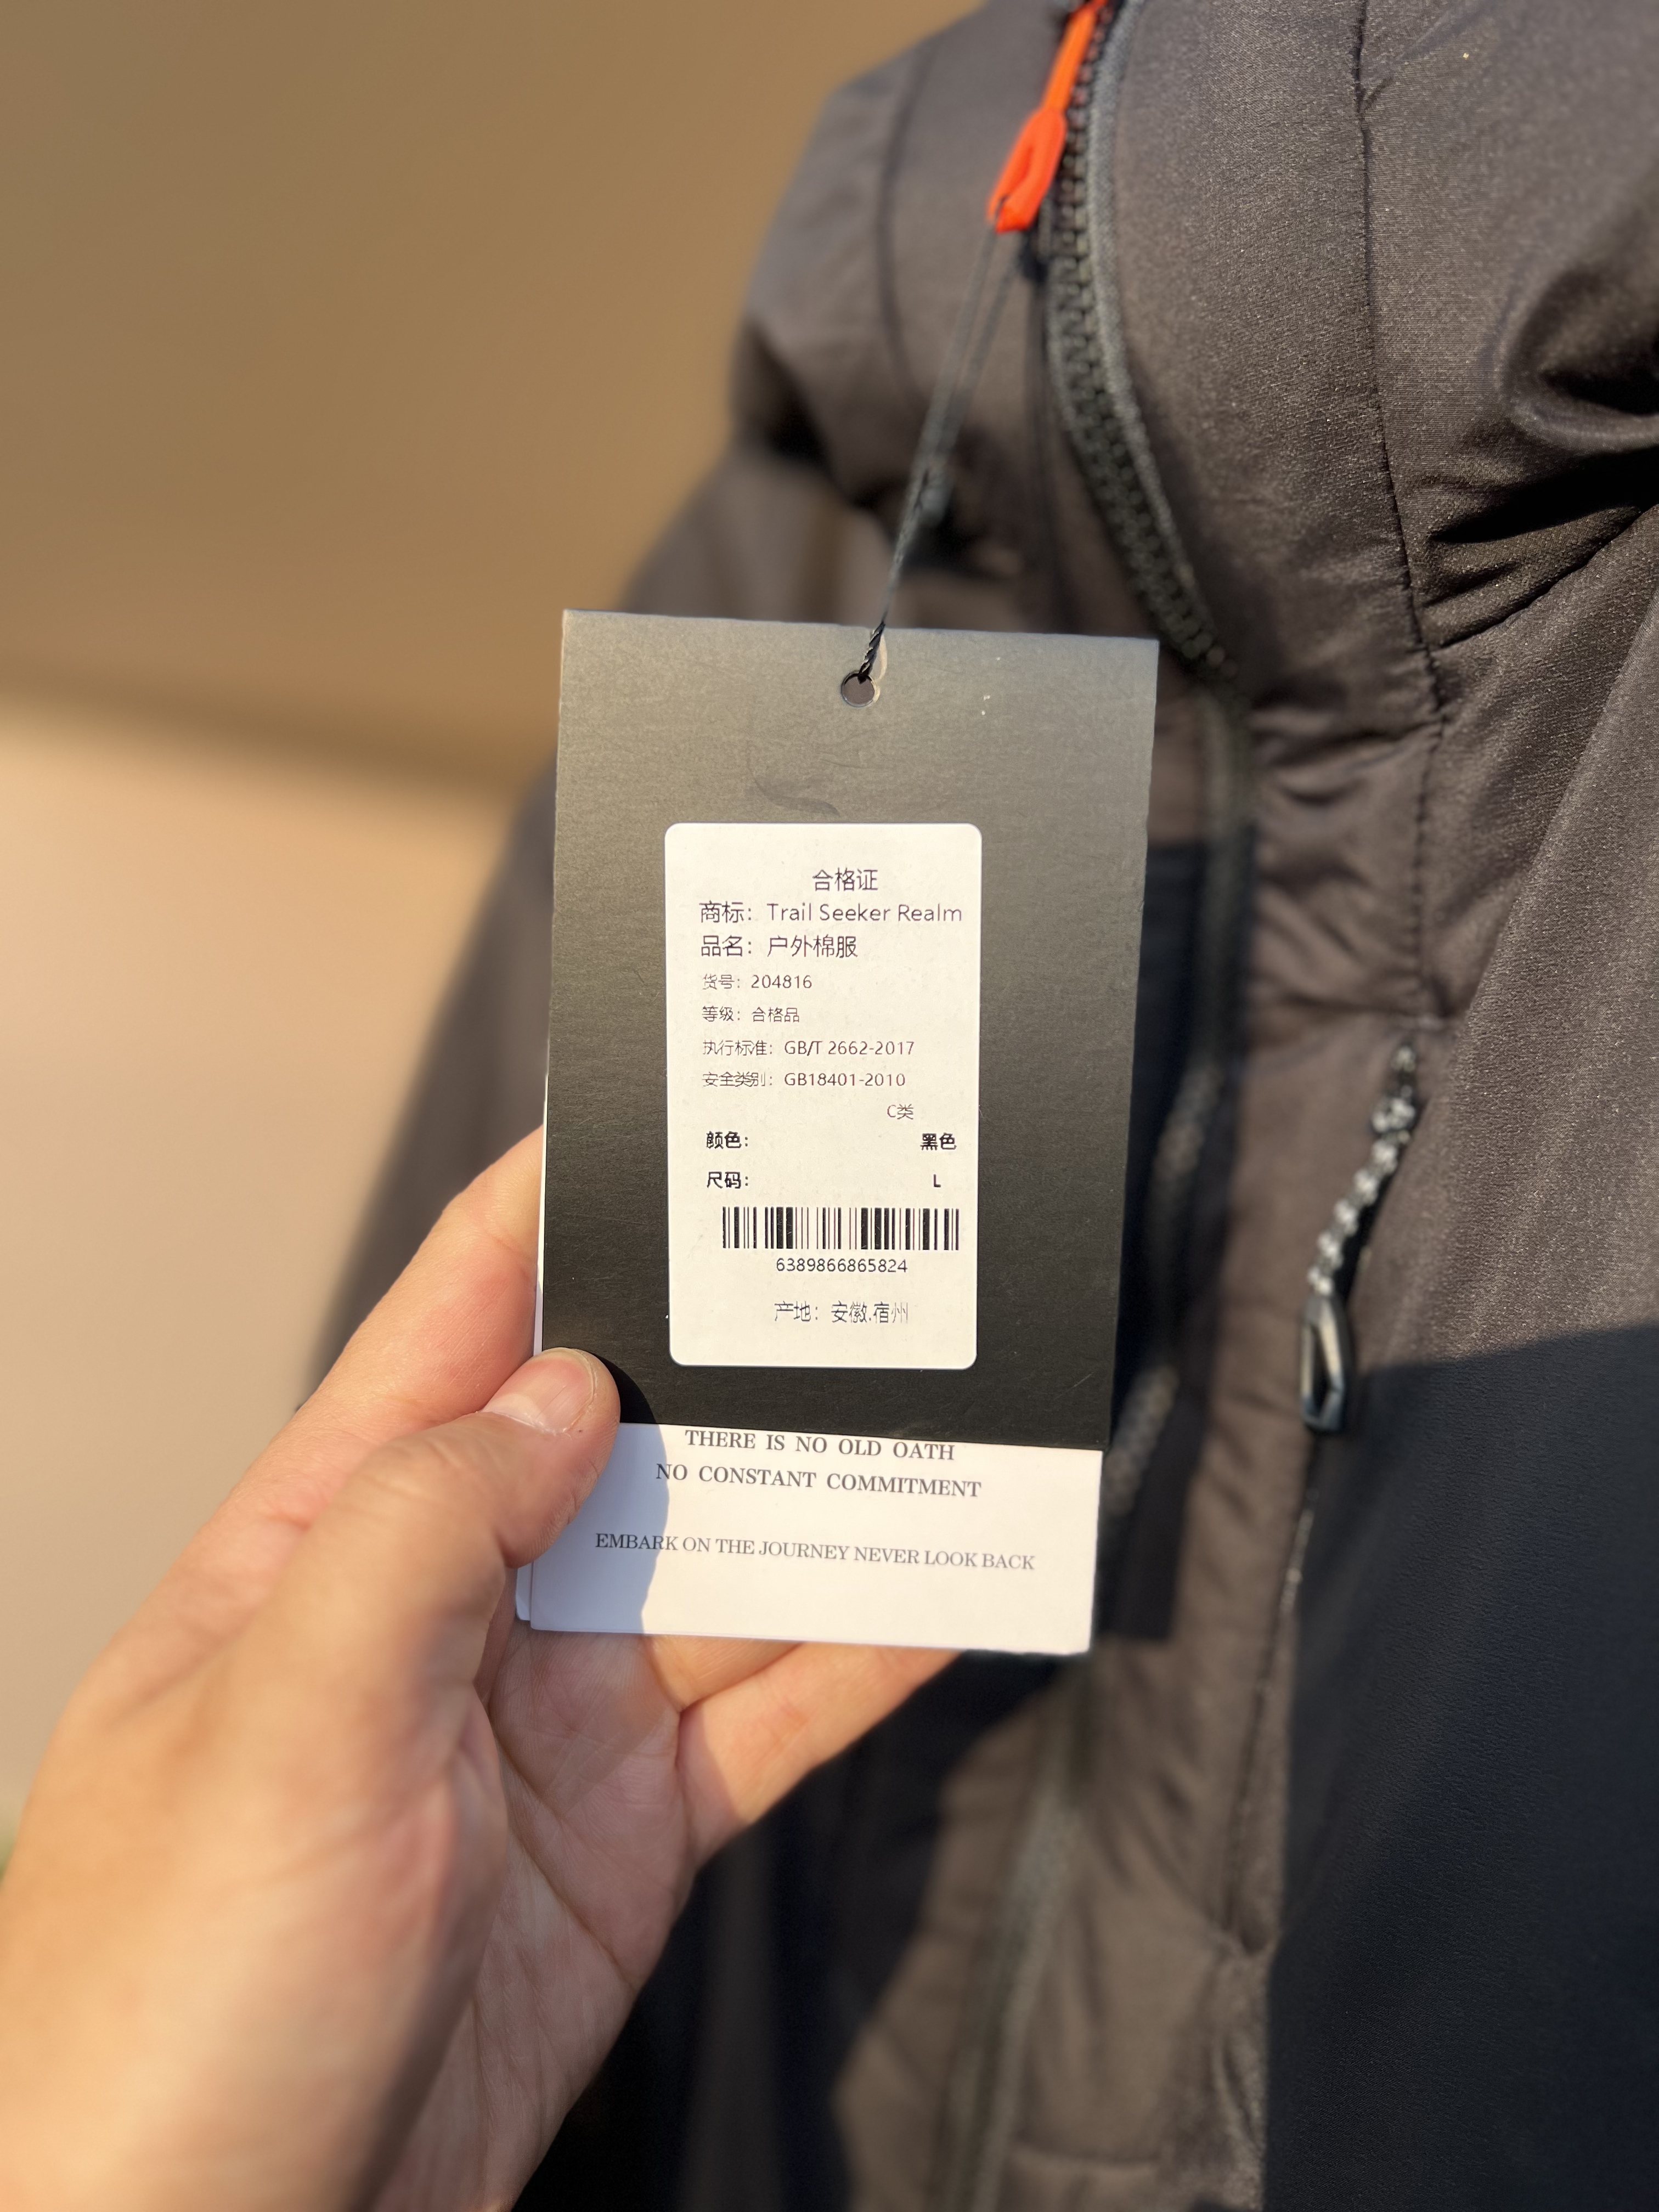 合格证
商标：Trail Seeker Realm
品名：户外棉服
货号：204816
等级：合格品
执行标准：GB/T 2662-2017
安全类别：GB18401-2010
C类
颜色： 黑色
尺码： L
6389866865824
产地：安徽.宿州
THERE IS NO OLD OATH
NO CONSTANT COMMITMENT
EMBARK ON THE JOURNEY NEVER LOOK BACK